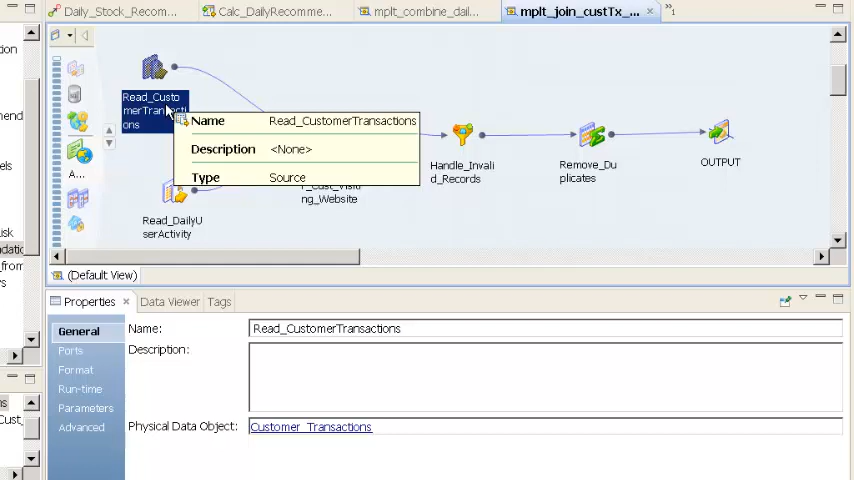 Daily_Stock_Recom...
Calc_DailyRecomme...
mplt_combine_dail...
mplt_join_custTx_...
1
Read_Custo
merTransacti
ons
Name Read_CustomerTransactions
Description <None>
Type Source
Handle_Invali
d_Records
Remove_Du
plicates
OUTPUT
A...
ng_Website
Read_DailyU
serActivity
(Default View)
Properties
Data Viewer
Tags
General
Ports
Format
Run-time
Parameters
Advanced
Name: Read_CustomerTransactions
Description:
Physical Data Object: Customer_Transactions